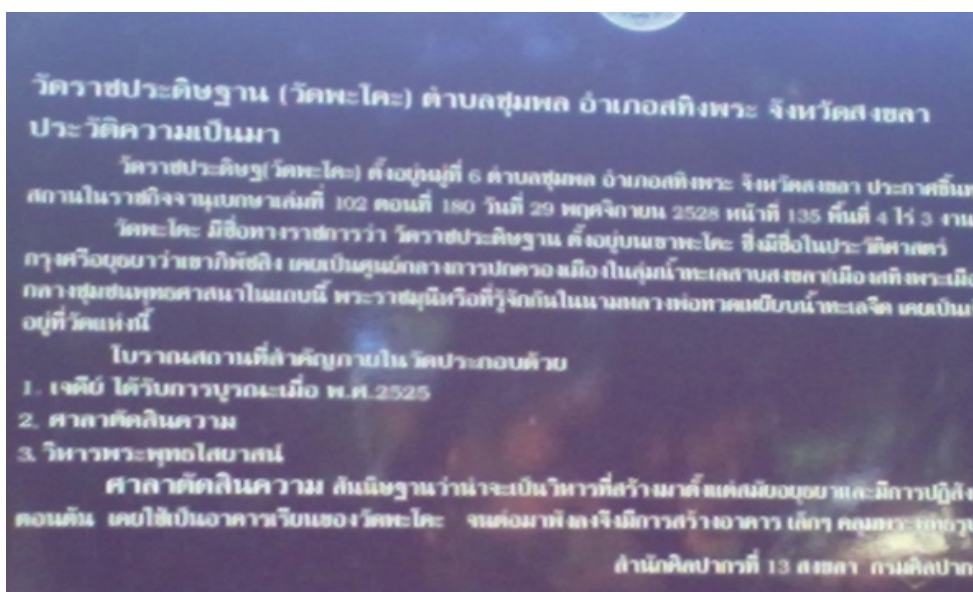 วัดราชประดิษฐาน (วัดพะโคะ) ตำบลชุมพล อำเภอสทิงพระ จังหวัดสงขลา
ประวัติความเป็นมา
วัดราชประดิษฐ(วัดพะโคะ) ตั้งอยู่หมู่ที่ 6 ตำบลชุมพล อำเภอสทิงพระ จังหวัดสงขลา ประกาศขึ้นท
สถานในราชกิจจานุเบกษาเล่มที่ 102 ตอนที่ 180 วันที่ 29 พฤศจิกายน 2528 หน้าที่ 135 พื้นที่ 4 ไร่ 3 งาน
วัดพะโคะ มีชื่อทางราชการว่า วัดราชประดิษฐาน ตั้งอยู่บนเขาพะโคะ ซึ่งมีชื่อในประวัติศาสตร์
กรุงศรีอยุธยาว่าเขาภิพัชสิง เคยเป็นศูนย์กลางการปกครองเมืองในลุ่มน้ำทะเลสาบสงขลา(เมืองสทิงพระเมือ
กลางชุมชนพุทธศาสนาในแถบนี้ พระราชมุนีหรือที่รู้จักกันในนามหลวงพ่อทวดเหยียบน้ำทะเลจืด เคยเป็นเ
อยู่ที่วัดแห่งนี้
โบราณสถานที่สำคัญภายในวัดประกอบด้วย
1. เจดีย์ ได้รับการบูรณะเมื่อ พ.ศ.2525
2. ศาลาตัดสินความ
3. วิหารพระพุทธไสยาสน์
ศาลาตัดสินความ สันนิษฐานว่าน่าจะเป็นวิหารที่สร้างมาตั้งแต่สมัยอยุธยาและมีการปฏิสัง
ตอนต้น เคยใช้เป็นอาคารเรียนของวัดพะโคะ จนต่อมาพังลงจึงมีการสร้างอาคาร เล็กๆ คลุมพระพุทธรูป
สำนักศิลปากรที่ 13 สงขลา กรมศิลปาก